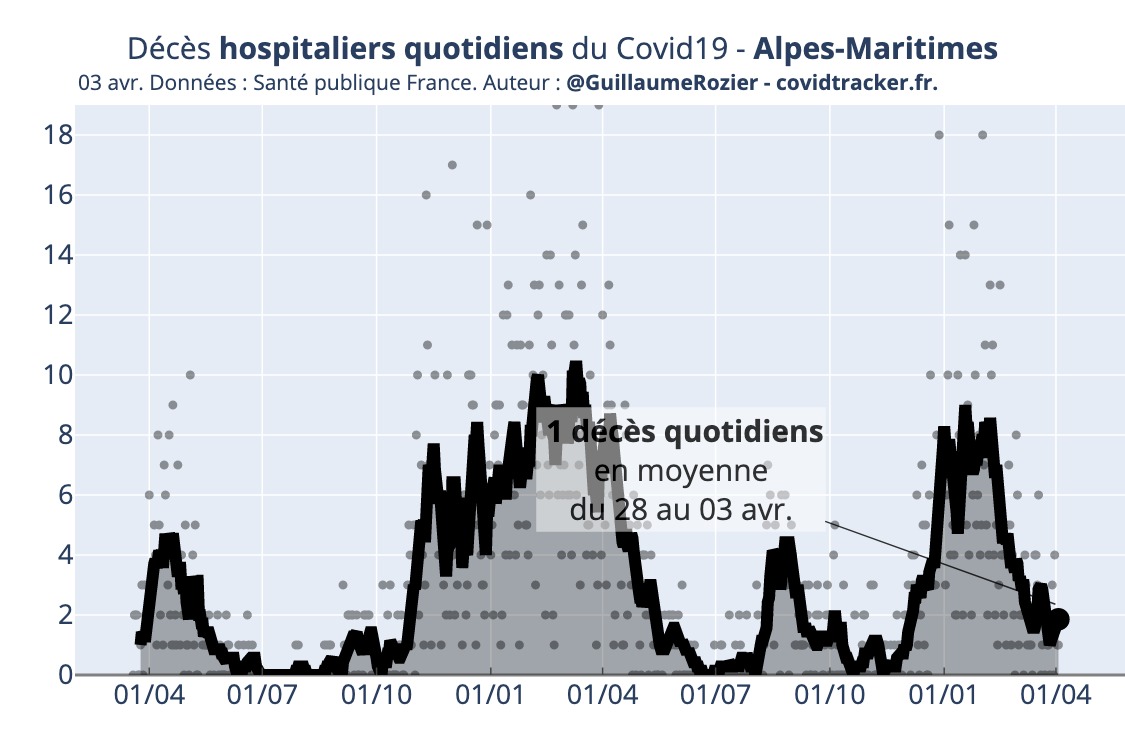 Décès hospitaliers quotidiens du Covid19 - Alpes-Maritimes
03 avr. Données : Santé publique France. Auteur : @GuillaumeRozier - covidtracker.fr.
18
16
14
12
10
8
6
4
2
0
1 décès quotidiens
en moyenne
du 28 au 03 avr.
01/04 01/07 01/10 01/01 01/04 01/07 01/10 01/01 01/04